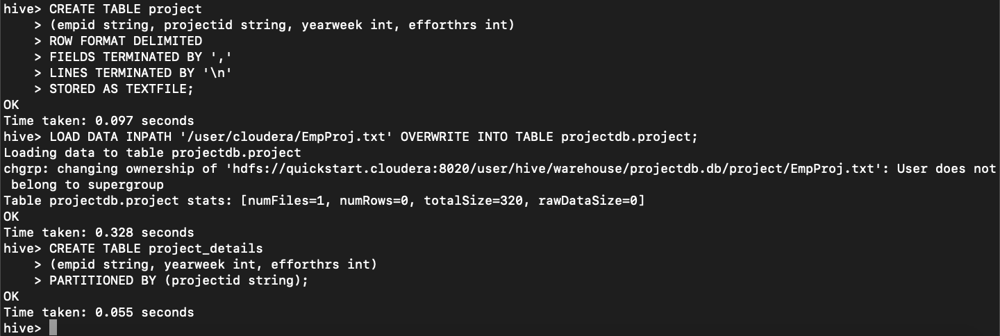 hive> CREATE TABLE project
    > (empid string, projectid string, yearweek int, efforthrs int)
    > ROW FORMAT DELIMITED
    > FIELDS TERMINATED BY ','
    > LINES TERMINATED BY '\n'
    > STORED AS TEXTFILE;
OK
Time taken: 0.097 seconds
hive> LOAD DATA INPATH '/user/cloudera/EmpProj.txt' OVERWRITE INTO TABLE projectdb.project;
Loading data to table projectdb.project
chgrp: changing ownership of 'hdfs://quickstart.cloudera:8020/user/hive/warehouse/projectdb.db/project/EmpProj.txt': User does not
 belong to supergroup
Table projectdb.project stats: [numFiles=1, numRows=0, totalSize=320, rawDataSize=0]
OK
Time taken: 0.328 seconds
hive> CREATE TABLE project_details
    > (empid string, yearweek int, efforthrs int)
    > PARTITIONED BY (projectid string);
OK
Time taken: 0.055 seconds
hive>